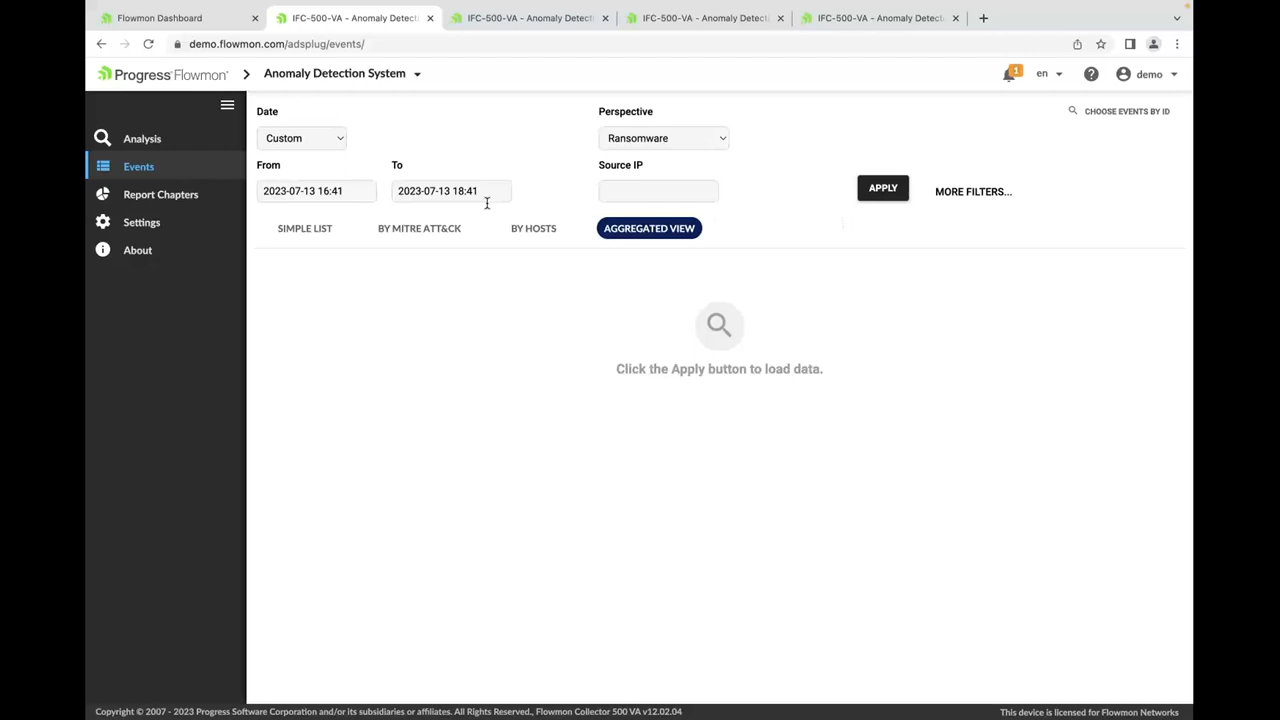 Flowmon Dashboard
IFC-500-VA - Anomaly Detecti
IFC-500-VA - Anomaly Detecti
IFC-500-VA - Anomaly Detecti
IFC-500-VA - Anomaly Detecti
demo.flowmon.com/adsplug/events/
Progress Flowmon
Anomaly Detection System
1
en
demo
Analysis
Events
Report Chapters
Settings
About
Date
Perspective
CHOOSE EVENTS BY ID
Custom
Ransomware
From
To
Source IP
2023-07-13 16:41
2023-07-13 18:41
APPLY
MORE FILTERS...
SIMPLE LIST
BY MITRE ATT&CK
BY HOSTS
AGGREGATED VIEW
Click the Apply button to load data.
Copyright © 2007 - 2023 Progress Software Corporation and/or its subsidiaries or affiliates. All Rights Reserved., Flowmon Collector 500 VA v12.02.04
This device is licensed for Flowmon Networks